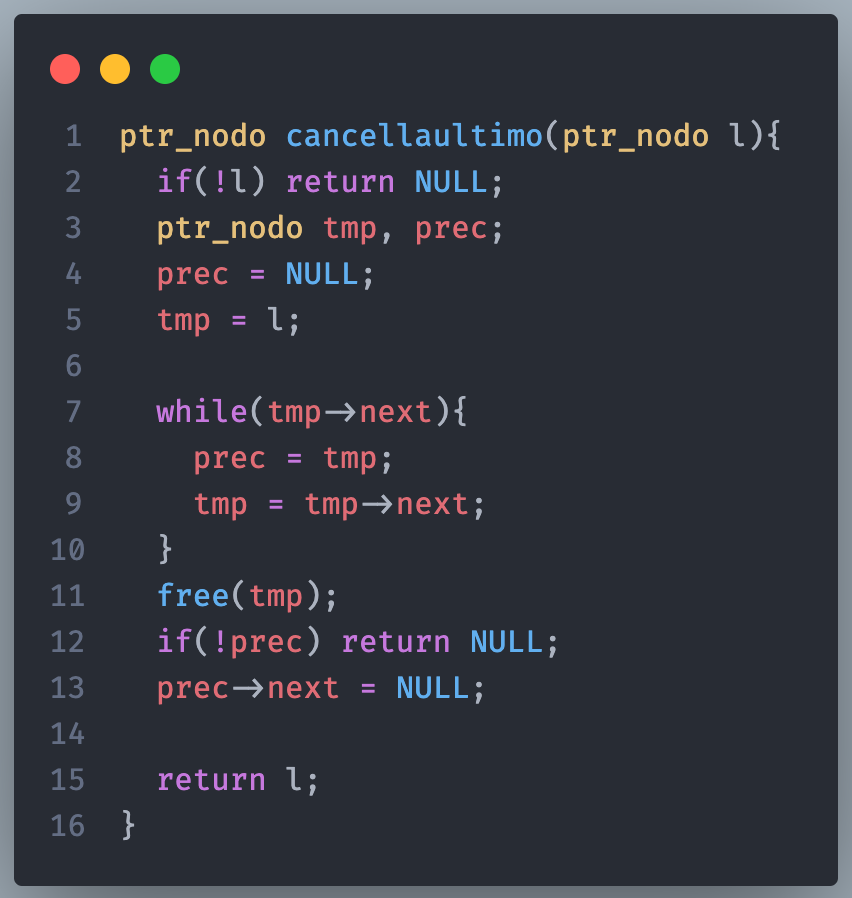 1 ptr_nodo cancellaultimo(ptr_nodo l){
2 if(!l) return NULL;
3 ptr_nodo tmp, prec;
4 prec = NULL;
5 tmp = l;
6
7 while(tmp->next){
8 prec = tmp;
9 tmp = tmp->next;
10 }
11 free(tmp);
12 if(!prec) return NULL;
13 prec->next = NULL;
14
15 return l;
16 }